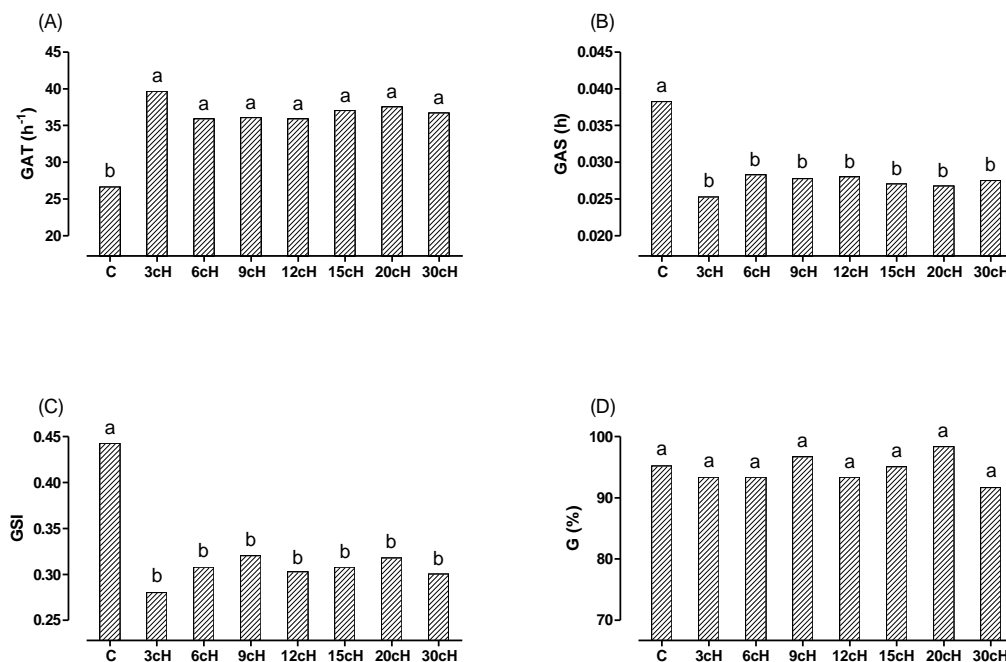 (A)
45
40
35
30
25
20
GAT (h⁻¹)
b
a
a
a
a
a
a
a
C 3cH 6cH 9cH 12cH 15cH 20cH 30cH
(B)
0.045
0.040
0.035
0.030
0.025
0.020
GAS (h)
a
b
b
b
b
b
b
b
C 3cH 6cH 9cH 12cH 15cH 20cH 30cH
(C)
0.45
0.40
0.35
0.30
0.25
GSI
a
b
b
b
b
b
b
b
C 3cH 6cH 9cH 12cH 15cH 20cH 30cH
(D)
100
90
80
70
G (%)
a
a
a
a
a
a
a
a
C 3cH 6cH 9cH 12cH 15cH 20cH 30cH